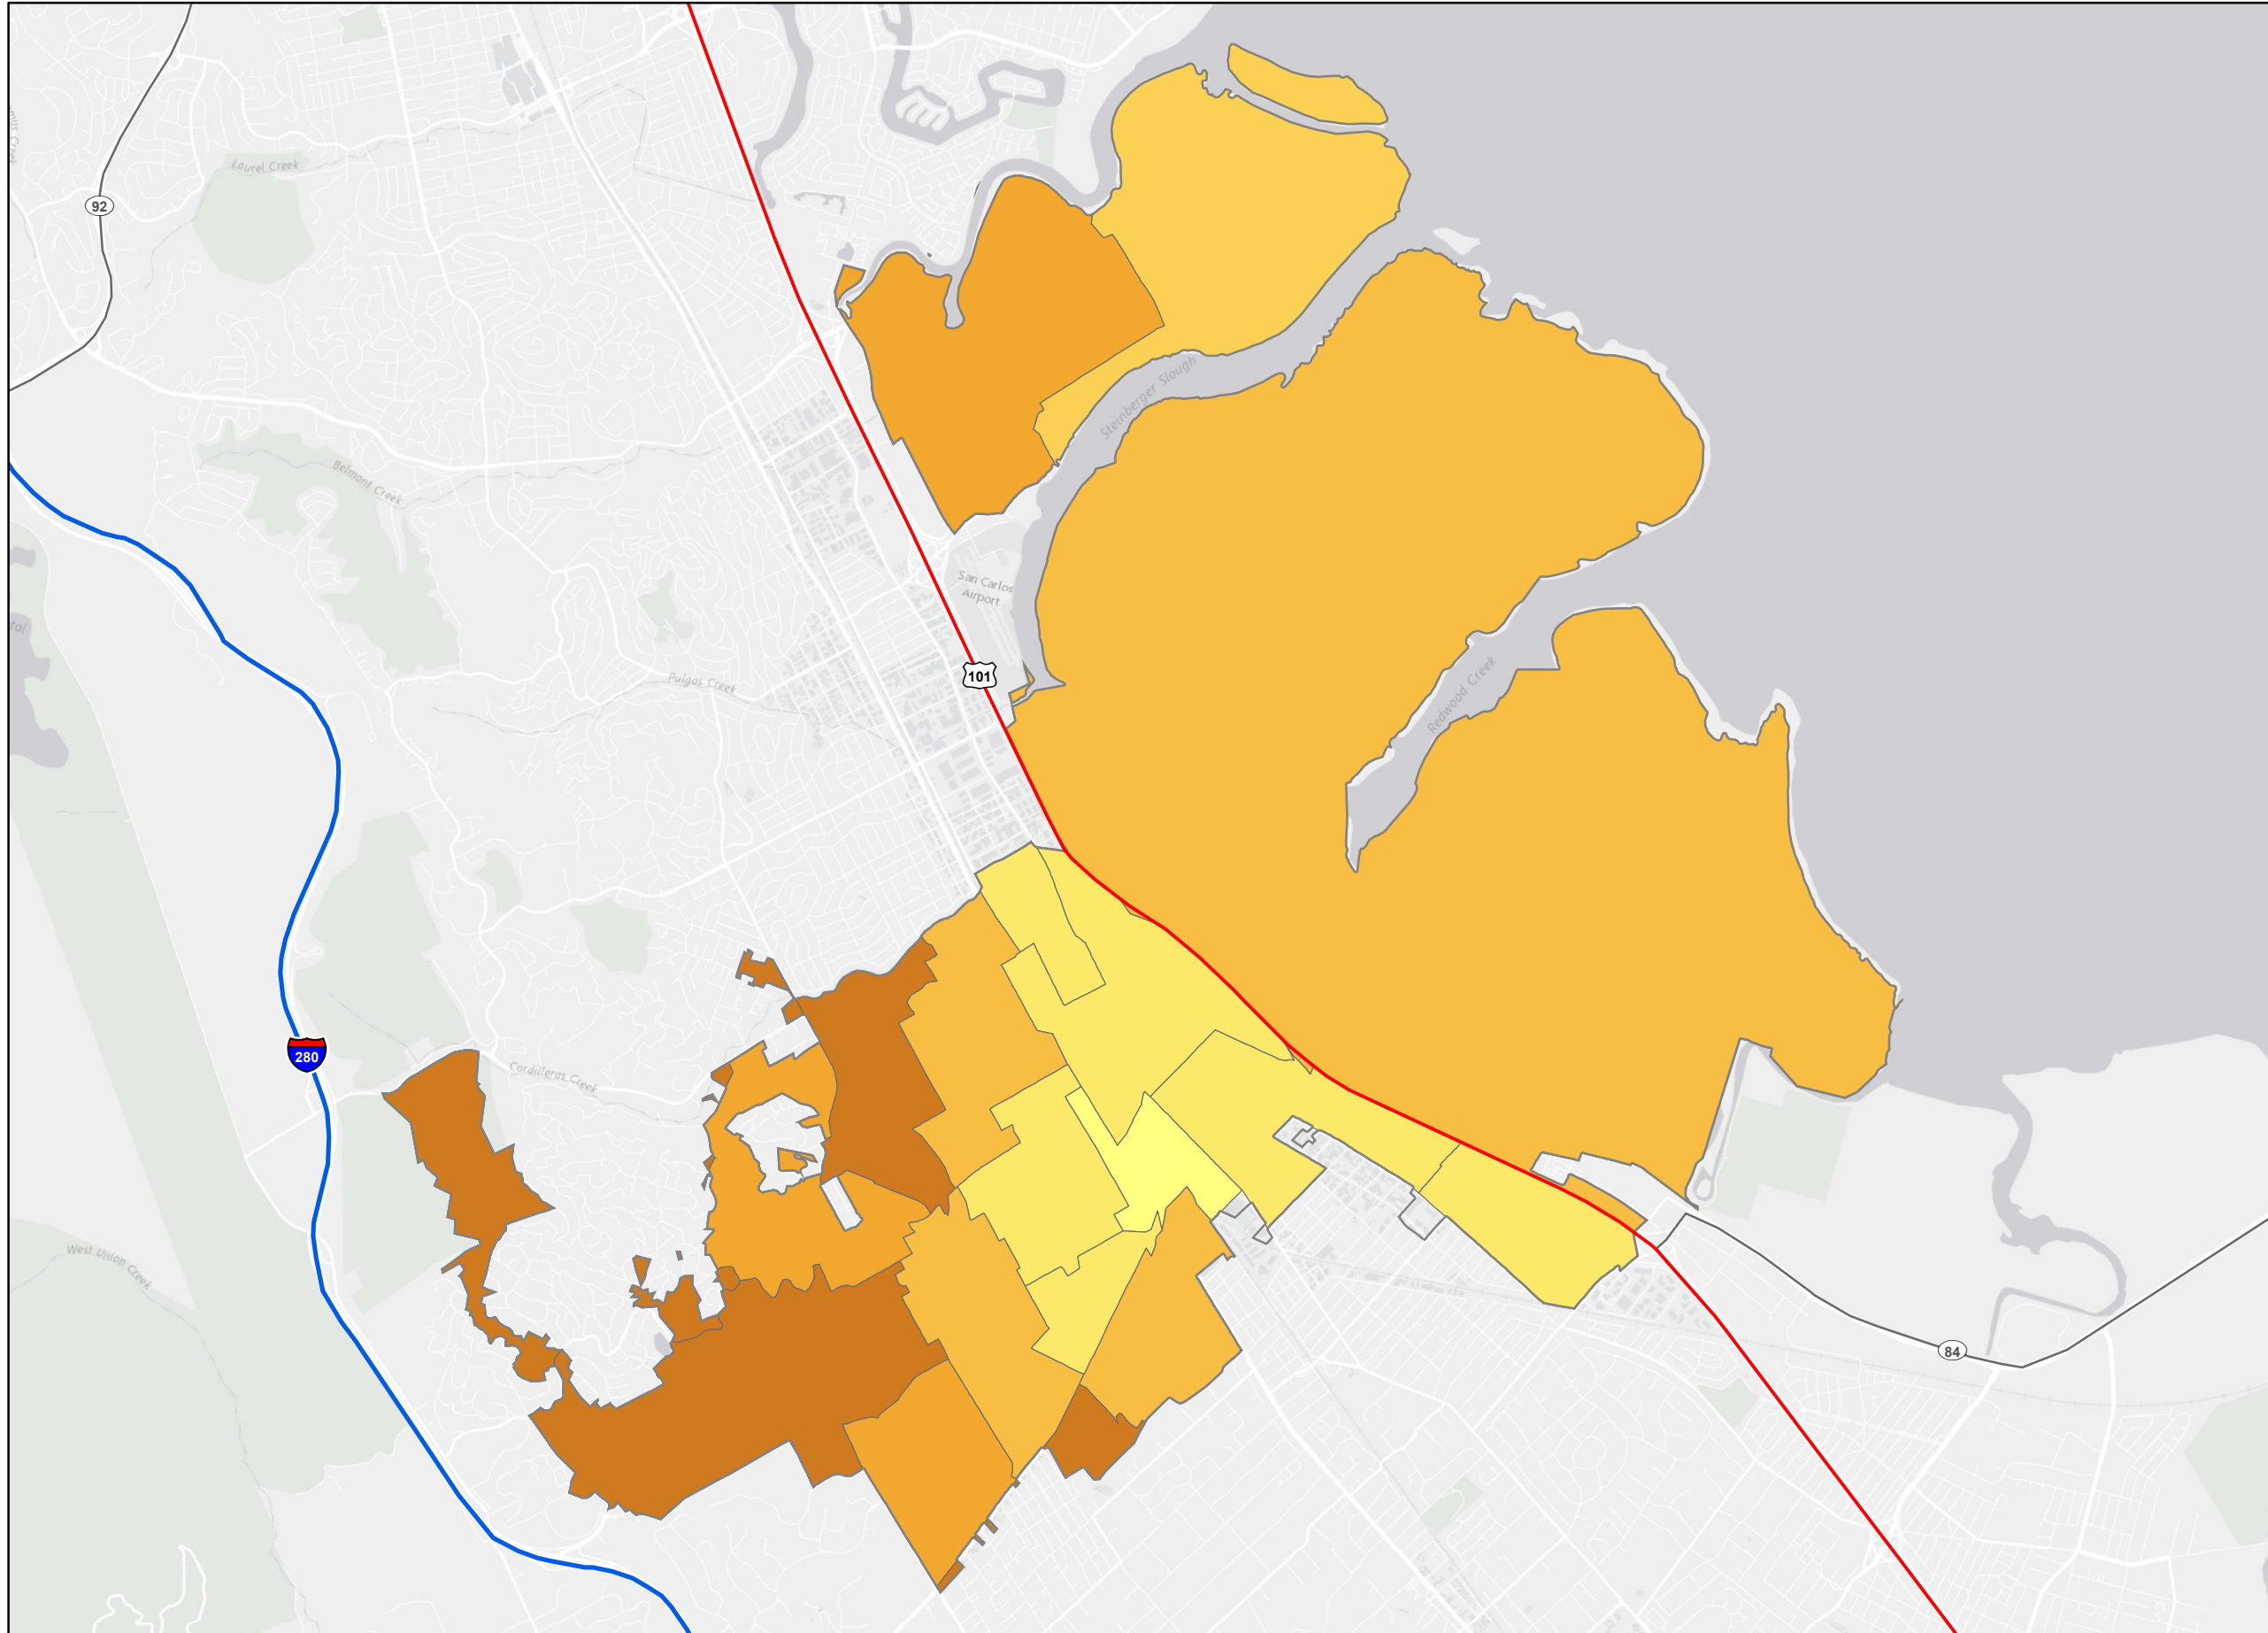 Laurel Creek
92
Steinberger Slough
Belmont Creek
San Carlos
Airport
101
Pulgas Creek
Redwood Creek
280
Cordilleras Creek
West Union Creek
84